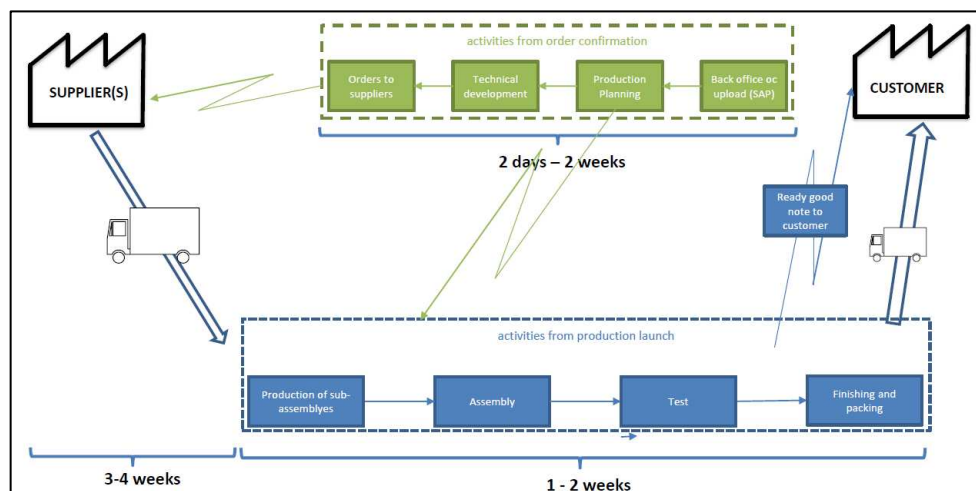 activities from order confirmation
SUPPLIER(S)
Orders to
suppliers
Technical
development
Production
Planning
Back office oc
upload (SAP)
CUSTOMER
2 days – 2 weeks
Ready good
note to
customer
activities from production launch
Production of sub-
assemblyes
Assembly
Test
Finishing and
packing
3-4 weeks
1 - 2 weeks